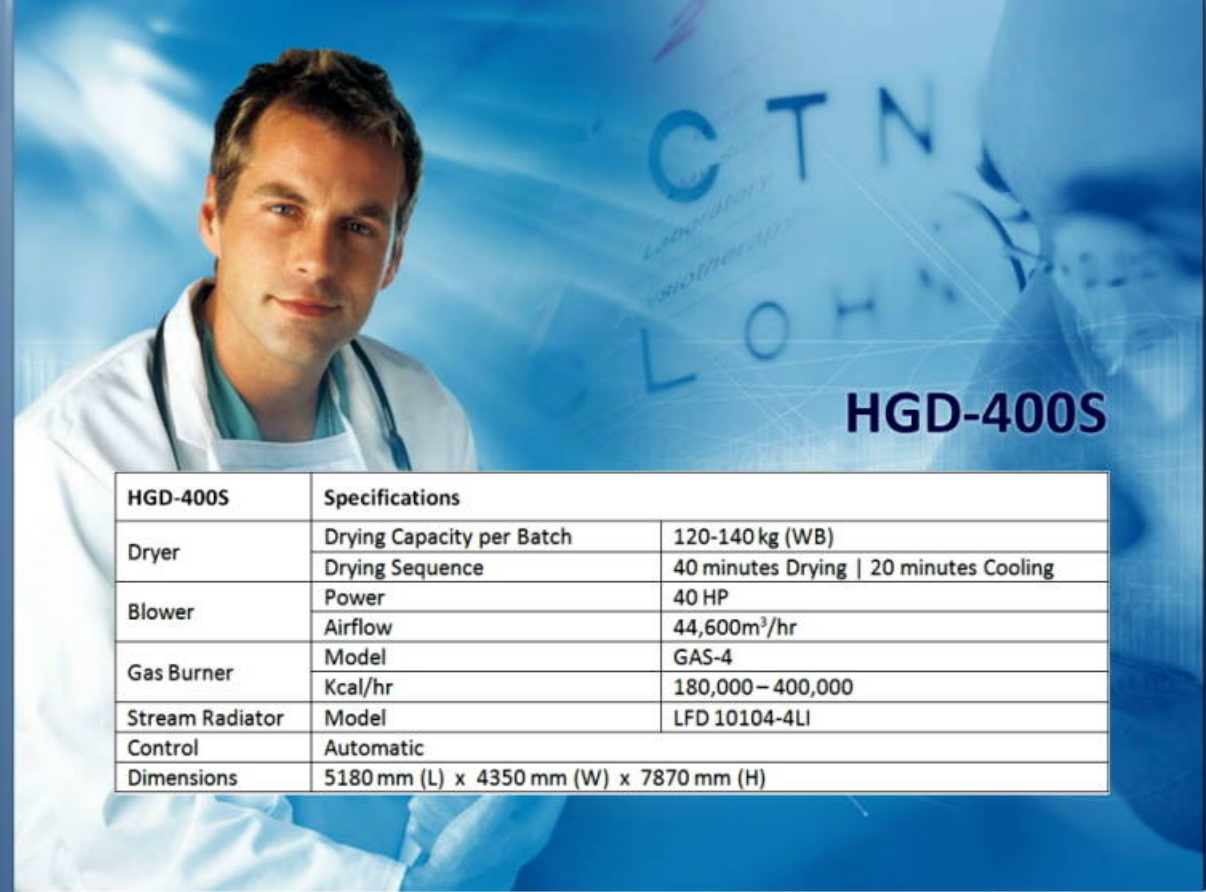 C T N
Laboratory
L O H N
HGD-400S
HGD-400S Specifications
Dryer Drying Capacity per Batch 120-140 kg (WB)
Drying Sequence 40 minutes Drying | 20 minutes Cooling
Blower Power 40 HP
Airflow 44,600m³/hr
Gas Burner Model GAS-4
Kcal/hr 180,000 – 400,000
Stream Radiator Model LFD 10104-4LI
Control Automatic
Dimensions 5180 mm (L) x 4350 mm (W) x 7870 mm (H)